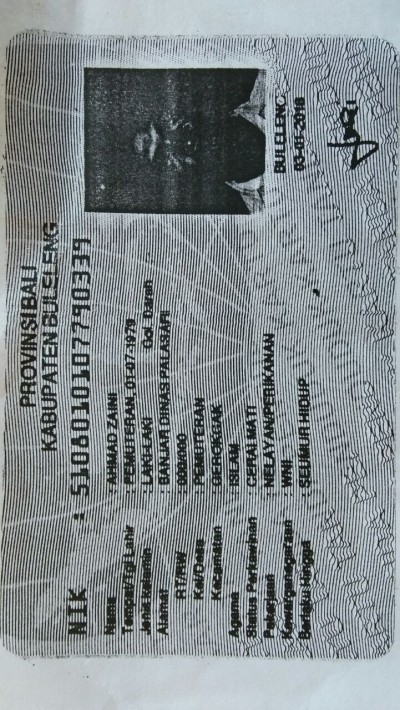 PROVINSI BALI
KABUPATEN BULELENG
NIK : 5106010107790339
Nama : AHMAD ZAINI
Tempat/Tgl Lahir : PEMUTERAN, 01-07-1979
Jenis kelamin : LAKI-LAKI Gol. Darah
Alamat : BANJAR DINAS PALASARI
RT/RW : 000/000
Kel/Desa : PEMUTERAN
Kecamatan : GEROKGAK
Agama : ISLAM
Status Perkawinan : CERAI MATI
Pekerjaan : NELAYAN/PERIKANAN
Kewarganegaraan : WNI
Berlaku Hingga : SEUMUR HIDUP
BULELENG
03-01-2018